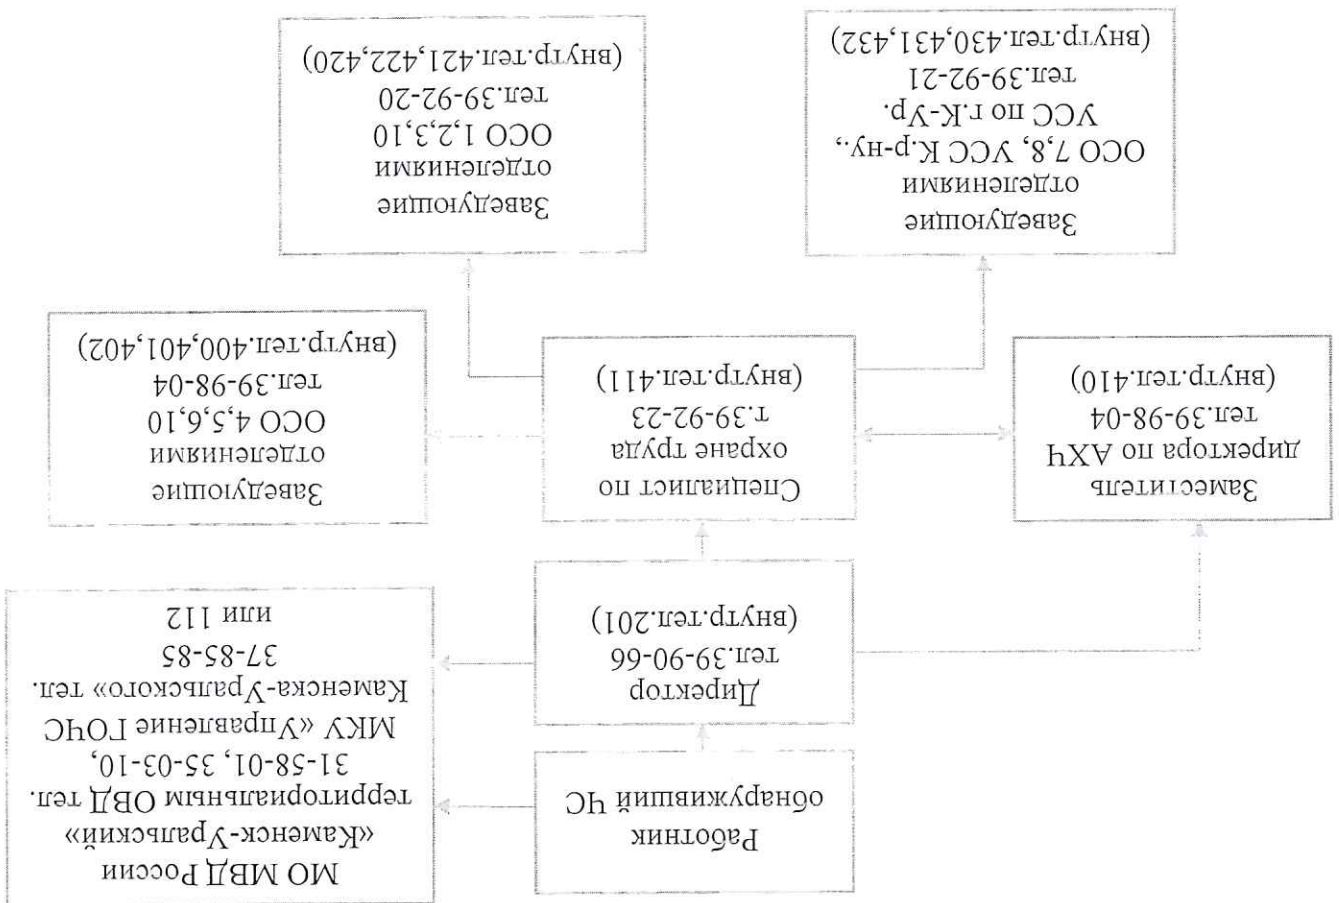 Работник
обнаруживший ЧС
МО МВД России
«Каменск-Уральский»
территориальным ОВД тел.
31-58-01, 35-03-10,
МКУ «Управление ГОЧС
Каменска-Уральского» тел.
37-85-85
или 112
Директор
тел.39-90-66
(внутр.тел.201)
Заместитель
директора по АХЧ
тел.39-98-04
(внутр.тел.410)
Специалист по
охране труда
т.39-92-23
(внутр.тел.411)
Заведующие
отделениями
ОСО 4,5,6,10
тел.39-98-04
(внутр.тел.400,401,402)
Заведующие
отделениями
ОСО 7,8, УСС К.р-ну.,
УСС по г.К-Ур.
тел.39-92-21
(внутр.тел.430,431,432)
Заведующие
отделениями
ОСО 1,2,3,10
тел.39-92-20
(внутр.тел.421,422,420)